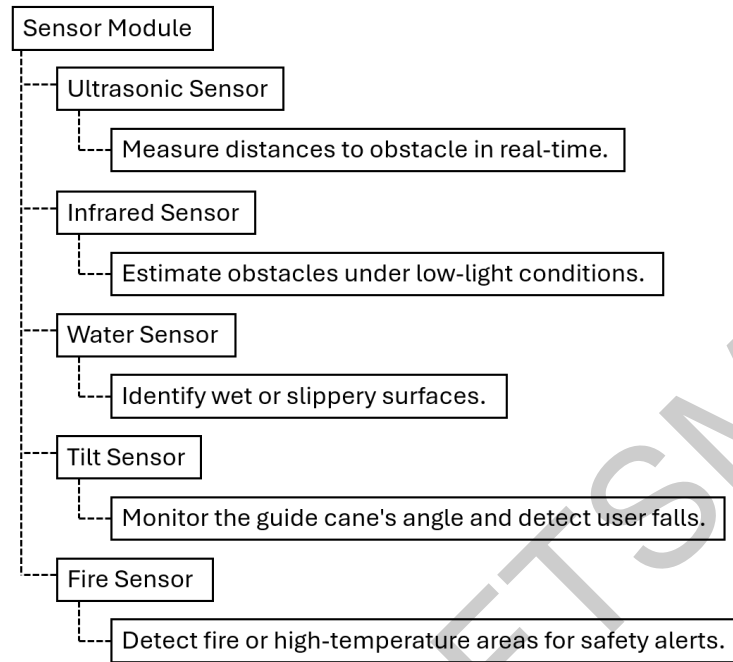 Sensor Module
Ultrasonic Sensor
Measure distances to obstacle in real-time.
Infrared Sensor
Estimate obstacles under low-light conditions.
Water Sensor
Identify wet or slippery surfaces.
Tilt Sensor
Monitor the guide cane's angle and detect user falls.
Fire Sensor
Detect fire or high-temperature areas for safety alerts.
FTSM